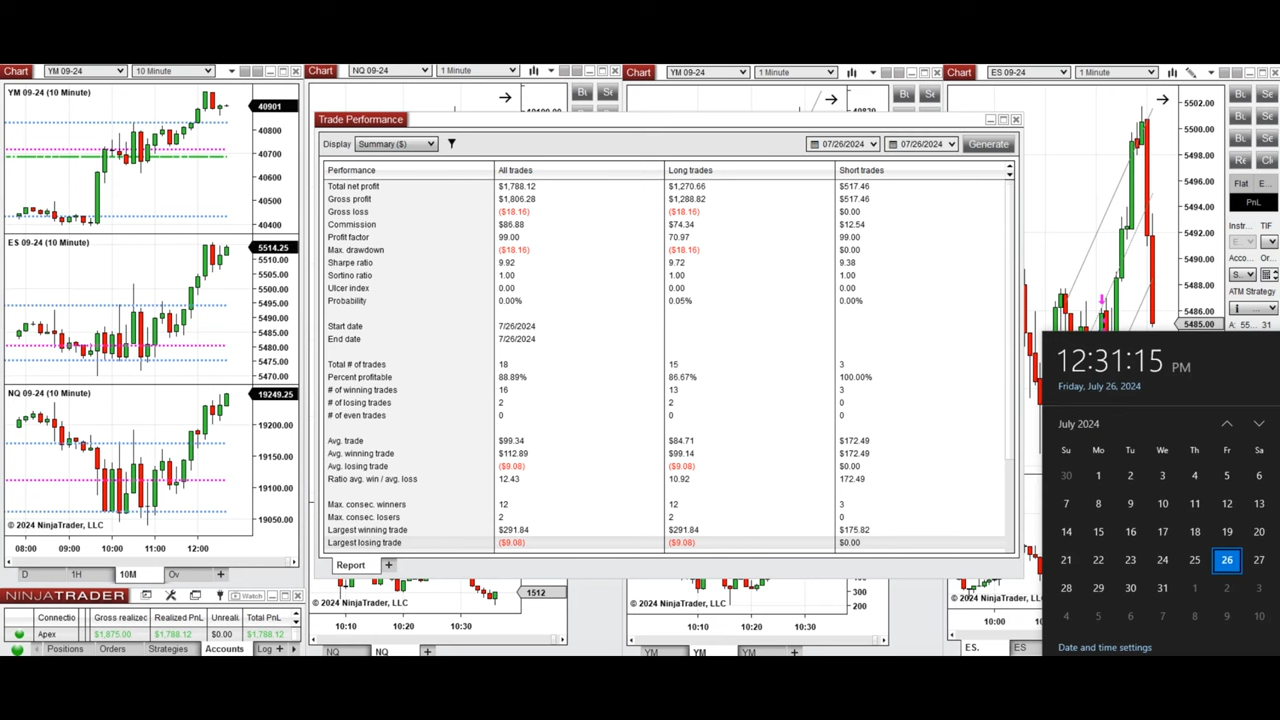 Chart YM 09-24 10 Minute
Chart NQ 09-24 1 Minute
Chart YM 09-24 1 Minute
Chart ES 09-24 1 Minute
YM 09-24 (10 Minute)
40901
40800
40700
40600
40500
40400
ES 09-24 (10 Minute)
5514.25
5510.00
5505.00
5500.00
5495.00
5490.00
5485.00
5480.00
5475.00
5470.00
NQ 09-24 (10 Minute)
19249.25
19200.00
19150.00
19100.00
19050.00
© 2024 NinjaTrader, LLC
08:00 09:00 10:00 11:00 12:00
D 1H 10M Ov +
NINJATRADER Watch
Connectio Gross realized Realized PnL Unreali Total PnL
Apex $1,875.00 $1,788.12 $0.00 $1,788.12
Positions Orders Strategies Accounts Log +
Trade Performance
Display Summary ($) 07/26/2024 07/26/2024 Generate
Performance All trades Long trades Short trades
Total net profit $1,788.12 $1,270.66 $517.46
Gross profit $1,806.28 $1,288.82 $517.46
Gross loss ($18.16) ($18.16) $0.00
Commission $86.88 $74.34 $12.54
Profit factor 99.00 70.97 99.00
Max. drawdown ($18.16) ($18.16) $0.00
Sharpe ratio 9.92 9.72 9.38
Sortino ratio 1.00 1.00 1.00
Ulcer index 0.00 0.00 0.00
Probability 0.00% 0.05% 0.00%
Start date 7/26/2024
End date 7/26/2024
Total # of trades 18 15 3
Percent profitable 88.89% 86.67% 100.00%
# of winning trades 16 13 3
# of losing trades 2 2 0
# of even trades 0 0 0
Avg. trade $99.34 $84.71 $172.49
Avg. winning trade $112.89 $99.14 $172.49
Avg. losing trade ($9.08) ($9.08) $0.00
Ratio avg. win / avg. loss 12.43 10.92 172.49
Max. consec. winners 12 12 3
Max. consec. losers 2 2 0
Largest winning trade $291.84 $291.84 $175.82
Largest losing trade ($9.08) ($9.08) $0.00
Report +
1512
© 2024 NinjaTrader, LLC
10:10 10:20 10:30
NQ NQ +
300
200
© 2024 NinjaTrader, LLC
10:10 10:20 10:30
YM YM YM +
5502.00
5500.00
5498.00
5496.00
5494.00
5492.00
5490.00
5488.00
5486.00
5485.00
Flat E...
PnL
Instr... TIF
E
Acco... Or...
S...
ATM Strategy
A: 55...
© 2024 NinjaTrader, LLC
10:00
ES. ES
12:31:15 PM
Friday, July 26, 2024
July 2024
Su Mo Tu We Th Fr Sa
30 1 2 3 4 5 6
7 8 9 10 11 12 13
14 15 16 17 18 19 20
21 22 23 24 25 26 27
28 29 30 31 1 2 3
4 5 6 7 8 9 10
Date and time settings